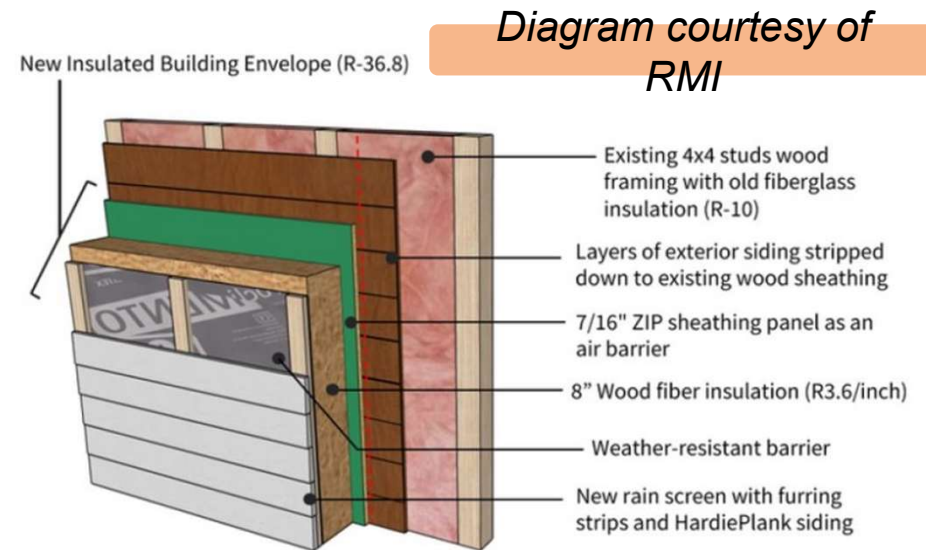 Diagram courtesy of
RMI
New Insulated Building Envelope (R-36.8)
Existing 4x4 studs wood
framing with old fiberglass
insulation (R-10)
Layers of exterior siding stripped
down to existing wood sheathing
7/16" ZIP sheathing panel as an
air barrier
8” Wood fiber insulation (R3.6/inch)
Weather-resistant barrier
New rain screen with furring
strips and HardiePlank siding